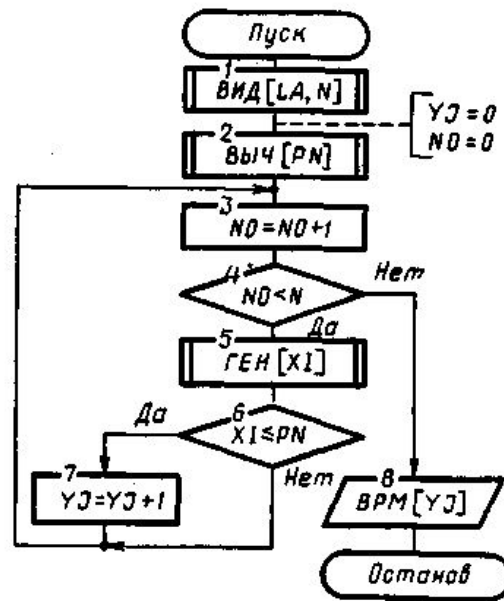 Пуск
1
ВИД[LA, N]
YJ=0
NO=0
2
ВЫЧ[PN]
3
NO=NO+1
4
NO<N
Нет
Да
5
ГЕН[XI]
6
XI≤PN
Да
Нет
7
YJ=YJ+1
8
ВРМ[YJ]
Останов